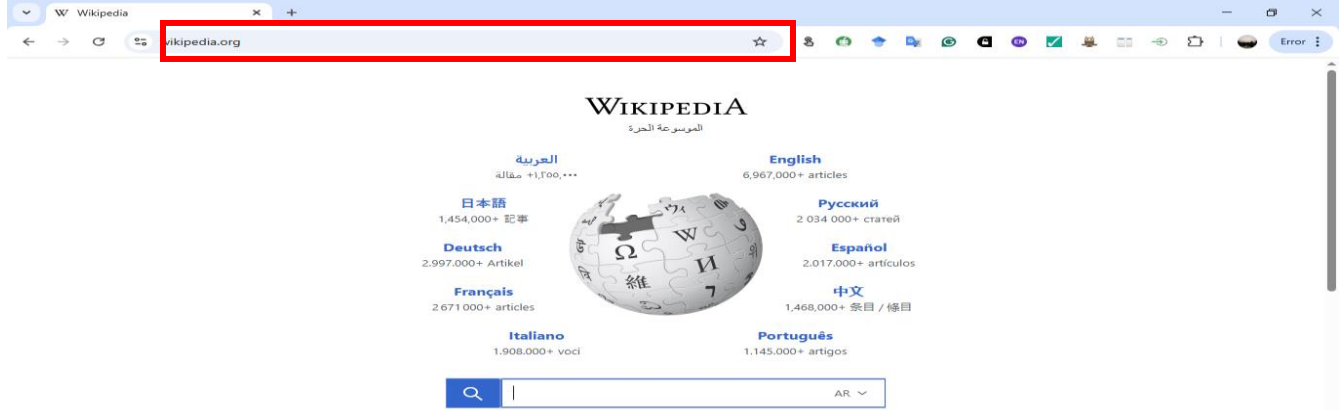 Wikipedia
wikipedia.org
EN
Error
WIKIPEDIA
الموسوعة الحرة
العربية
١٬٢٥٥٬٠٠٠+ مقالة
English
6,967,000+ articles
日本語
1,454,000+ 記事
Русский
2 034 000+ статей
Deutsch
2.997.000+ Artikel
Español
2.017.000+ artículos
Français
2 671 000+ articles
中文
1,468,000+ 条目 / 條目
Italiano
1.908.000+ voci
Português
1.145.000+ artigos
Ω
W
И
維
7
AR